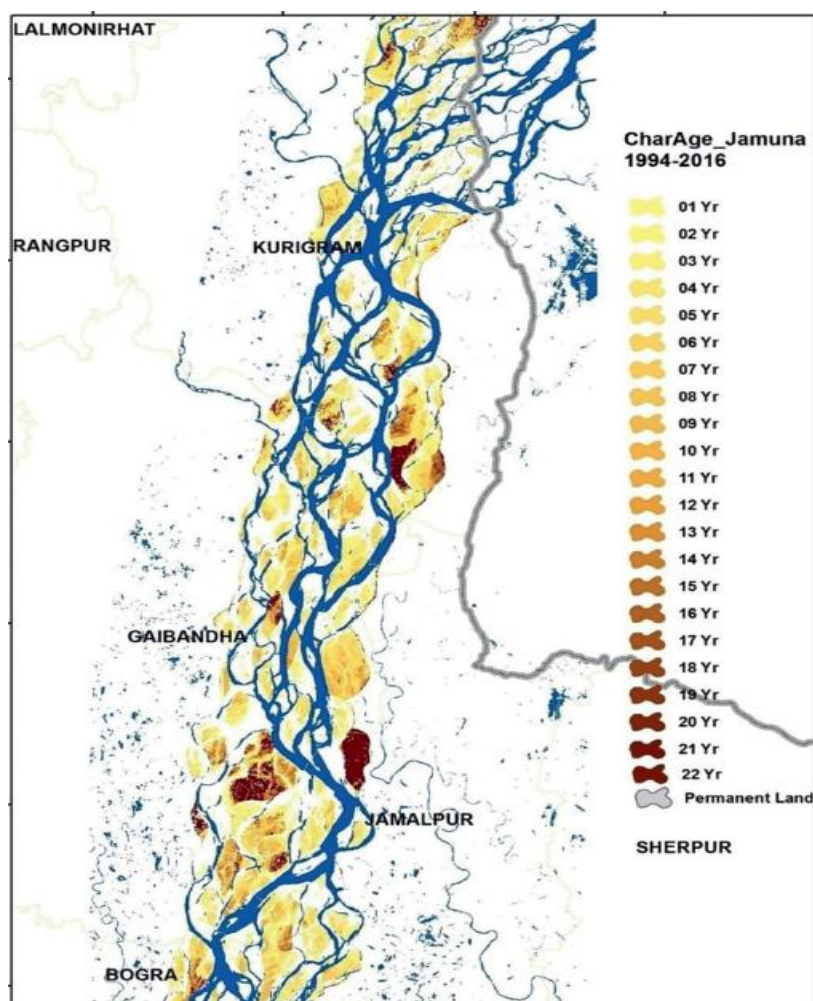 LALMONIRHAT
CharAge_Jamuna
1994-2016
01 Yr
02 Yr
RANGPUR
KURIGRAM
03 Yr
04 Yr
05 Yr
06 Yr
07 Yr
08 Yr
09 Yr
10 Yr
11 Yr
12 Yr
13 Yr
14 Yr
15 Yr
16 Yr
17 Yr
GAIBANDHA
18 Yr
19 Yr
20 Yr
21 Yr
22 Yr
Permanent Land
JAMALPUR
SHERPUR
BOGRA